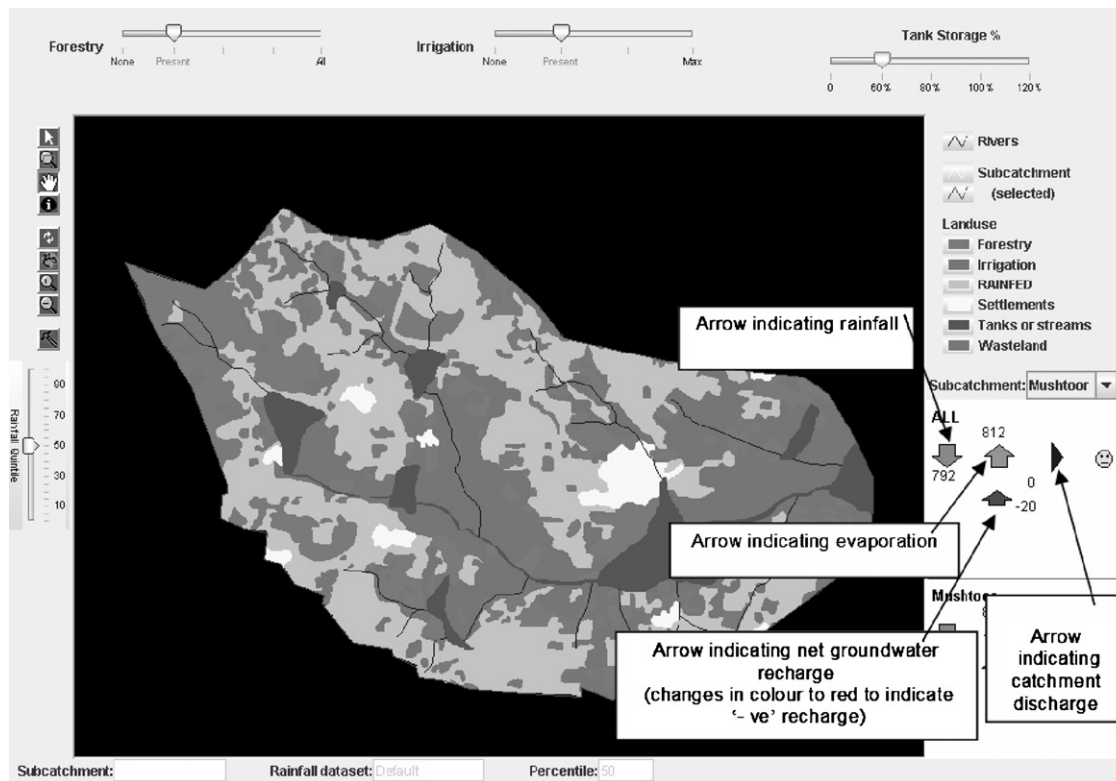 Forestry
None
Present
All
Irrigation
None
Present
Max
Tank Storage %
0
60%
80%
100%
120%
Rivers
Subcatchment
(selected)
Landuse
Forestry
Irrigation
RAINFED
Settlements
Tanks or streams
Wasteland
Subcatchment:
Mushtoor
Rainfall Quintile
90
70
50
30
10
Arrow indicating rainfall
ALL
812
792
0
-20
Arrow indicating evaporation
Arrow indicating net groundwater
recharge
(changes in colour to red to indicate
‘- ve’ recharge)
Arrow
indicating
catchment
discharge
Subcatchment:
Rainfall dataset: Default
Percentile: 50